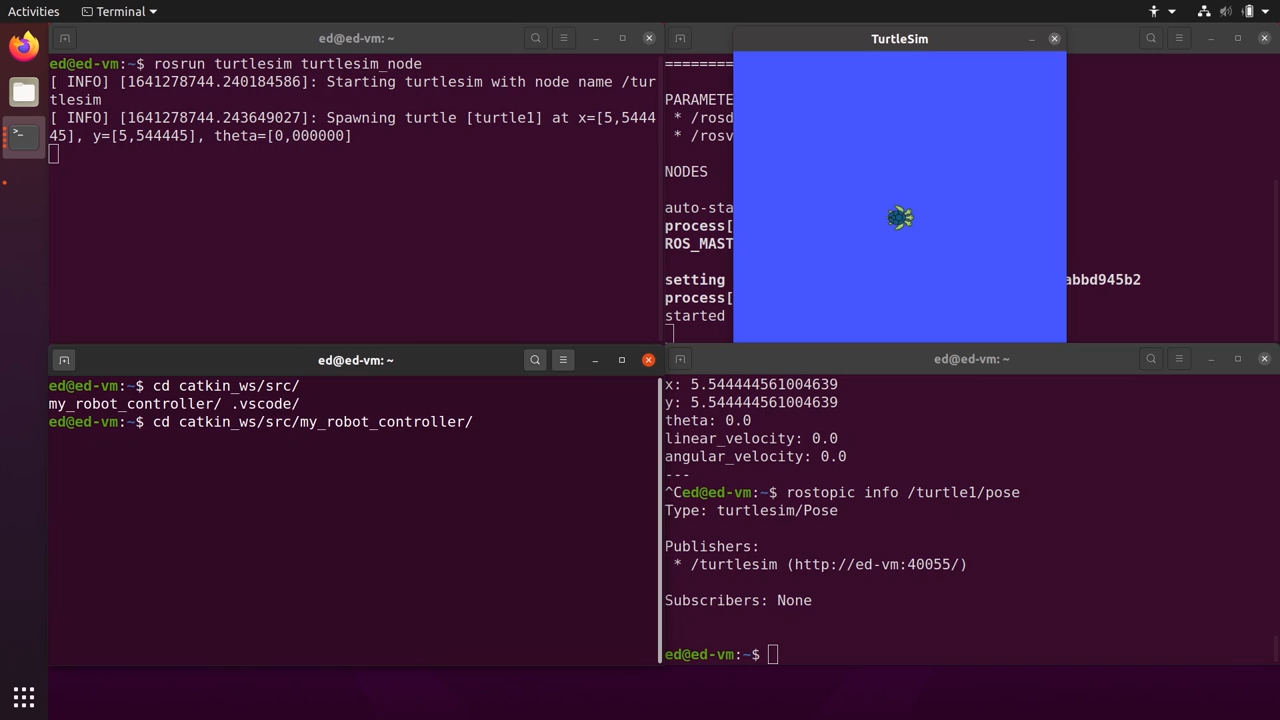 Activities
Terminal
ed@ed-vm: ~
ed@ed-vm:~$ rosrun turtlesim turtlesim_node
[ INFO] [1641278744.240184586]: Starting turtlesim with node name /tur
tlesim
[ INFO] [1641278744.243649027]: Spawning turtle [turtle1] at x=[5,5444
45], y=[5,544445], theta=[0,000000]
TurtleSim
=========
PARAMETE
* /rosd
* /rosv
NODES
auto-sta
process[
ROS_MAST
setting abbd945b2
process[
started
ed@ed-vm: ~
ed@ed-vm:~$ cd catkin_ws/src/
my_robot_controller/ .vscode/
ed@ed-vm:~$ cd catkin_ws/src/my_robot_controller/
ed@ed-vm: ~
x: 5.544444561004639
y: 5.544444561004639
theta: 0.0
linear_velocity: 0.0
angular_velocity: 0.0
---
^Ced@ed-vm:~$ rostopic info /turtle1/pose
Type: turtlesim/Pose
Publishers:
* /turtlesim (http://ed-vm:40055/)
Subscribers: None
ed@ed-vm:~$